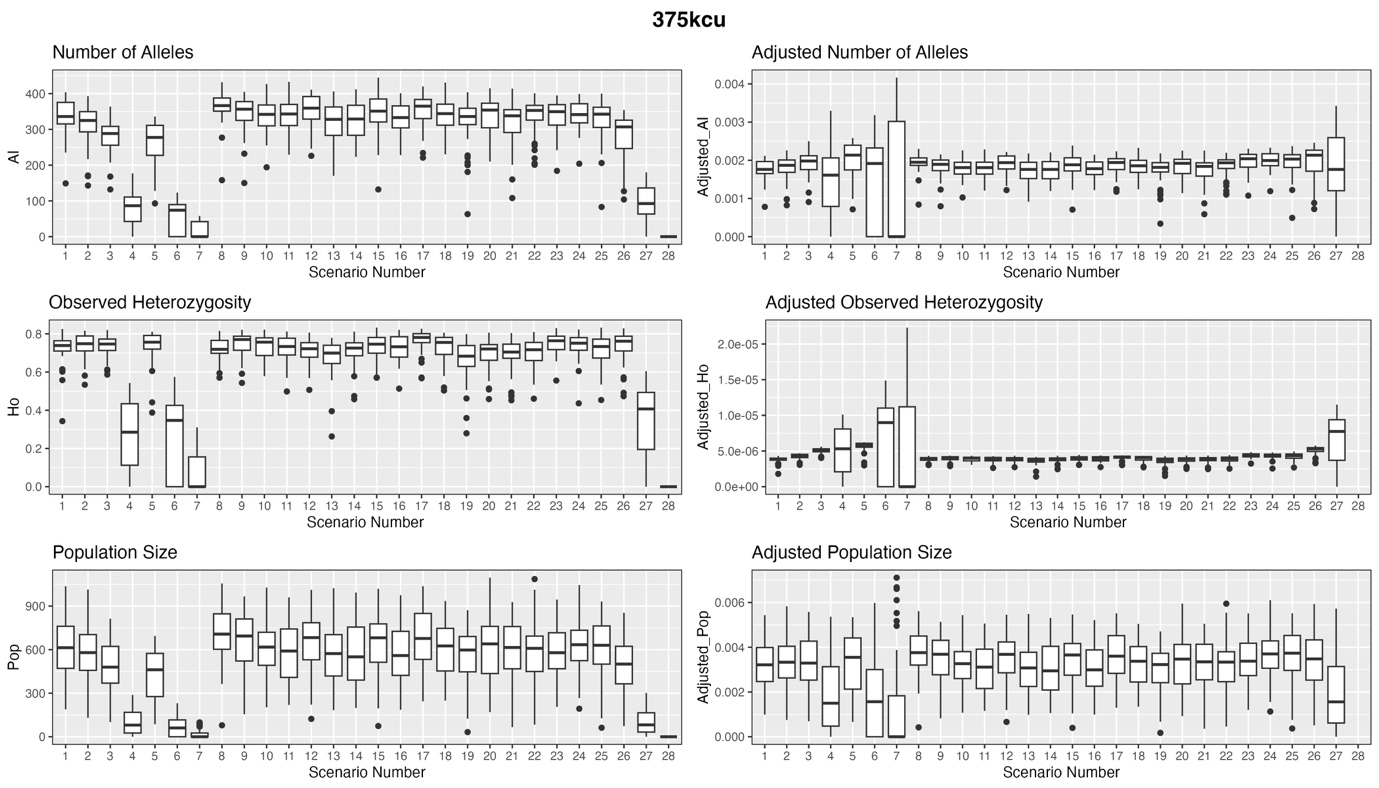 375kcu
Number of Alleles
Al
400
300
200
100
0
1 2 3 4 5 6 7 8 9 10 11 12 13 14 15 16 17 18 19 20 21 22 23 24 25 26 27 28
Scenario Number
Adjusted Number of Alleles
Adjusted_Al
0.004
0.003
0.002
0.001
0.000
1 2 3 4 5 6 7 8 9 10 11 12 13 14 15 16 17 18 19 20 21 22 23 24 25 26 27 28
Scenario Number
Observed Heterozygosity
Ho
0.8
0.6
0.4
0.2
0.0
1 2 3 4 5 6 7 8 9 10 11 12 13 14 15 16 17 18 19 20 21 22 23 24 25 26 27 28
Scenario Number
Adjusted Observed Heterozygosity
Adjusted_Ho
2.0e-05
1.5e-05
1.0e-05
5.0e-06
0.0e+00
1 2 3 4 5 6 7 8 9 10 11 12 13 14 15 16 17 18 19 20 21 22 23 24 25 26 27 28
Scenario Number
Population Size
Pop
900
600
300
0
1 2 3 4 5 6 7 8 9 10 11 12 13 14 15 16 17 18 19 20 21 22 23 24 25 26 27 28
Scenario Number
Adjusted Population Size
Adjusted_Pop
0.006
0.004
0.002
0.000
1 2 3 4 5 6 7 8 9 10 11 12 13 14 15 16 17 18 19 20 21 22 23 24 25 26 27 28
Scenario Number